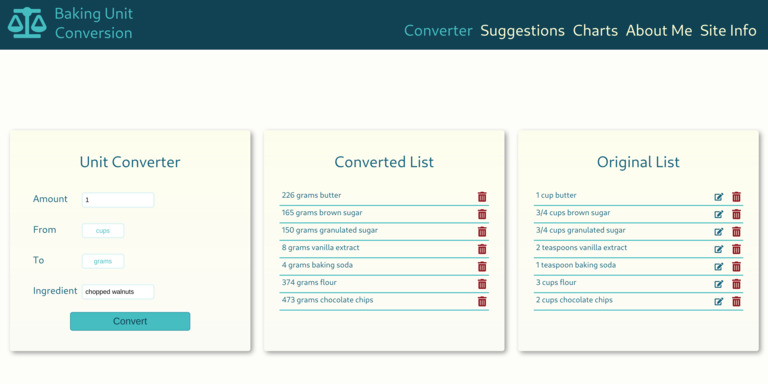 Baking Unit
Conversion
Converter Suggestions Charts About Me Site Info
Unit Converter
Amount 1
From cups
To grams
Ingredient chopped walnuts
Convert
Converted List
226 grams butter
165 grams brown sugar
150 grams granulated sugar
8 grams vanilla extract
4 grams baking soda
374 grams flour
473 grams chocolate chips
Original List
1 cup butter
3/4 cups brown sugar
3/4 cups granulated sugar
2 teaspoons vanilla extract
1 teaspoon baking soda
3 cups flour
2 cups chocolate chips